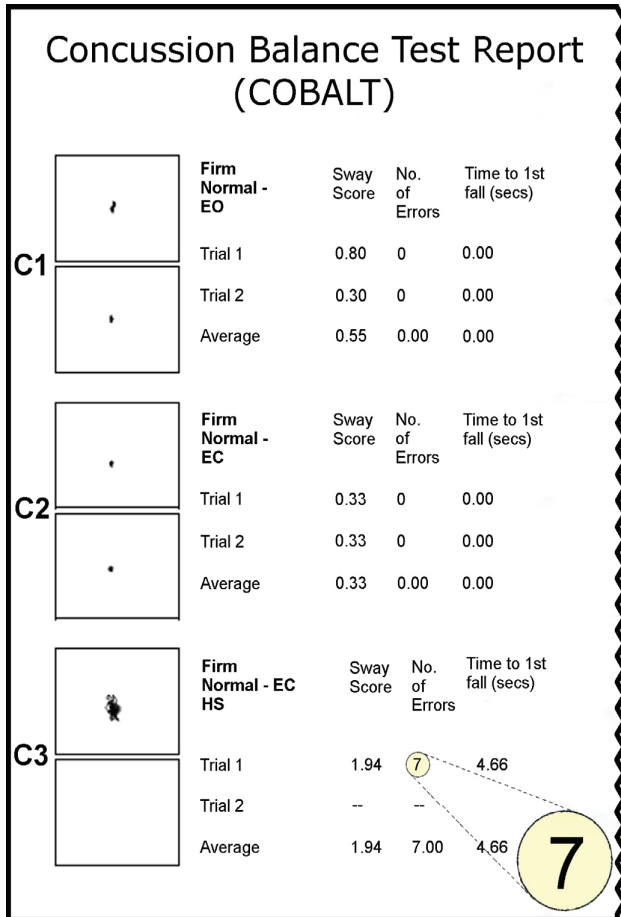 Concussion Balance Test Report
(COBALT)
C1
Firm
Normal -
EO
Sway
Score
No.
of
Errors
Time to 1st
fall (secs)
Trial 1 0.80 0 0.00
Trial 2 0.30 0 0.00
Average 0.55 0.00 0.00
C2
Firm
Normal -
EC
Sway
Score
No.
of
Errors
Time to 1st
fall (secs)
Trial 1 0.33 0 0.00
Trial 2 0.33 0 0.00
Average 0.33 0.00 0.00
C3
Firm
Normal - EC
HS
Sway
Score
No.
of
Errors
Time to 1st
fall (secs)
Trial 1 1.94 7 4.66
Trial 2 -- --
Average 1.94 7.00 4.66
7